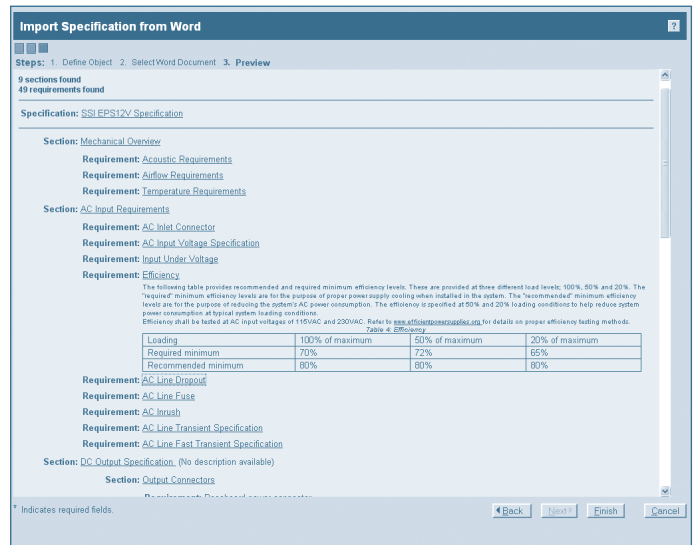 Import Specification from Word
?
Steps: 1. Define Object 2. Select Word Document 3. Preview
9 sections found
49 requirements found
Specification: SSI EPS12V Specification
Section: Mechanical Overview
Requirement: Acoustic Requirements
Requirement: Airflow Requirements
Requirement: Temperature Requirements
Section: AC Input Requirements
Requirement: AC Inlet Connector
Requirement: AC Input Voltage Specification
Requirement: Input Under Voltage
Requirement: Efficiency
The following table provides recommended and required minimum efficiency levels. These are provided at three different load levels; 100%, 50% and 20%. The
"required" minimum efficiency levels are for the purpose of proper power supply cooling when installed in the system. The "recommended" minimum efficiency
levels are for the purpose of reducing the system's AC power consumption. The efficiency is specified at 50% and 20% loading conditions to help reduce system
power consumption at typical system loading conditions.
Efficiency shall be tested at AC input voltages of 115VAC and 230VAC. Refer to www.efficientpowersupplies.org for details on proper efficiency testing methods.
Table 4: Efficiency
Loading 100% of maximum 50% of maximum 20% of maximum
Required minimum 70% 72% 65%
Recommended minimum 80% 80% 80%
Requirement: AC Line Dropout
Requirement: AC Line Fuse
Requirement: AC Inrush
Requirement: AC Line Transient Specification
Requirement: AC Line Fast Transient Specification
Section: DC Output Specification (No description available)
Section: Output Connectors
Requirement: Baseboard power connector
* Indicates required fields.
Back Next Finish Cancel